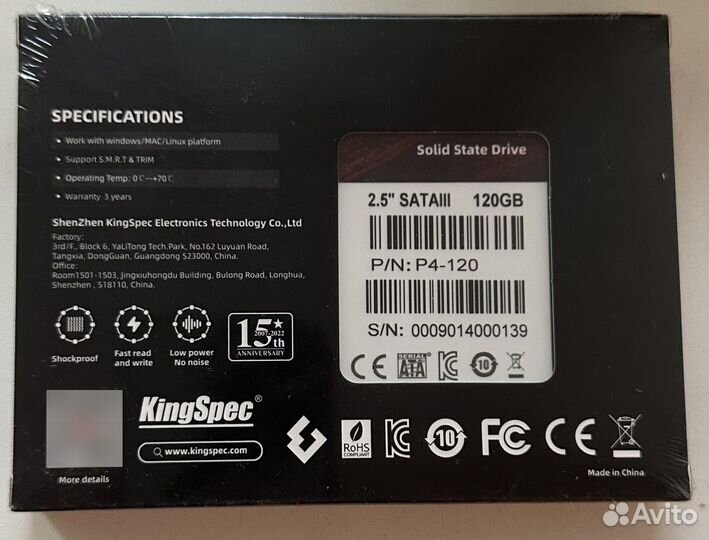 SPECIFICATIONS
• Work with windows/MAC/Linux platform
• Support S.M.R.T & TRIM
• Operating Temp: 0℃--+70℃
• Warranty 3 years
ShenZhen KingSpec Electronics Technology Co.,Ltd
Factory:
3rd/F., Block 6, YaLiTong Tech.Park, No.162 Luyuan Road,
Tangxia, DongGuan, Guangdong 523000, China.
Office:
Room1501-1503, Jingxiuhongdu Building, Bulong Road, Longhua,
Shenzhen , 518110, China.
Shockproof
Fast read
and write
Low power
No noise
15th
2007-2022
ANNIVERSARY
Solid State Drive
2.5" SATAIII 120GB
P/N: P4-120
S/N: 0009014000139
CE SERIAL ATA KC 10
More details
KingSpec®
www.kingspec.com
RoHS
COMPLIANT
KC 10 FC CE
Made in China
Avito